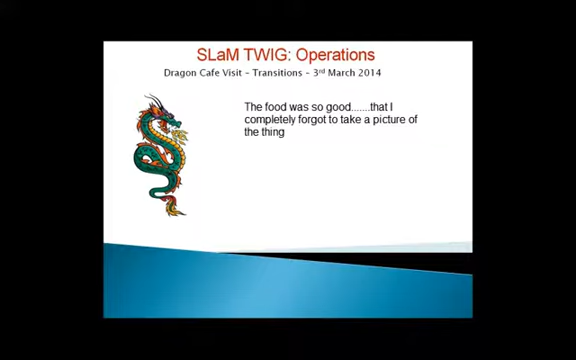 SLaM TWIG: Operations
Dragon Cafe Visit – Transitions – 3rd March 2014
The food was so good.......that I
completely forgot to take a picture of
the thing